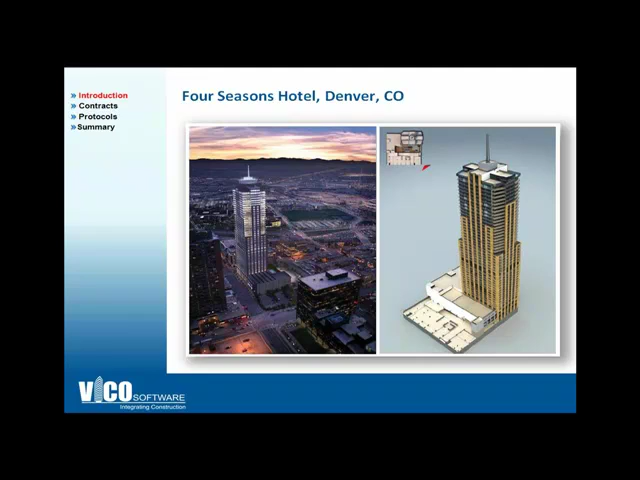 Introduction
Contracts
Protocols
Summary
Four Seasons Hotel, Denver, CO
VICO SOFTWARE
Integrating Construction